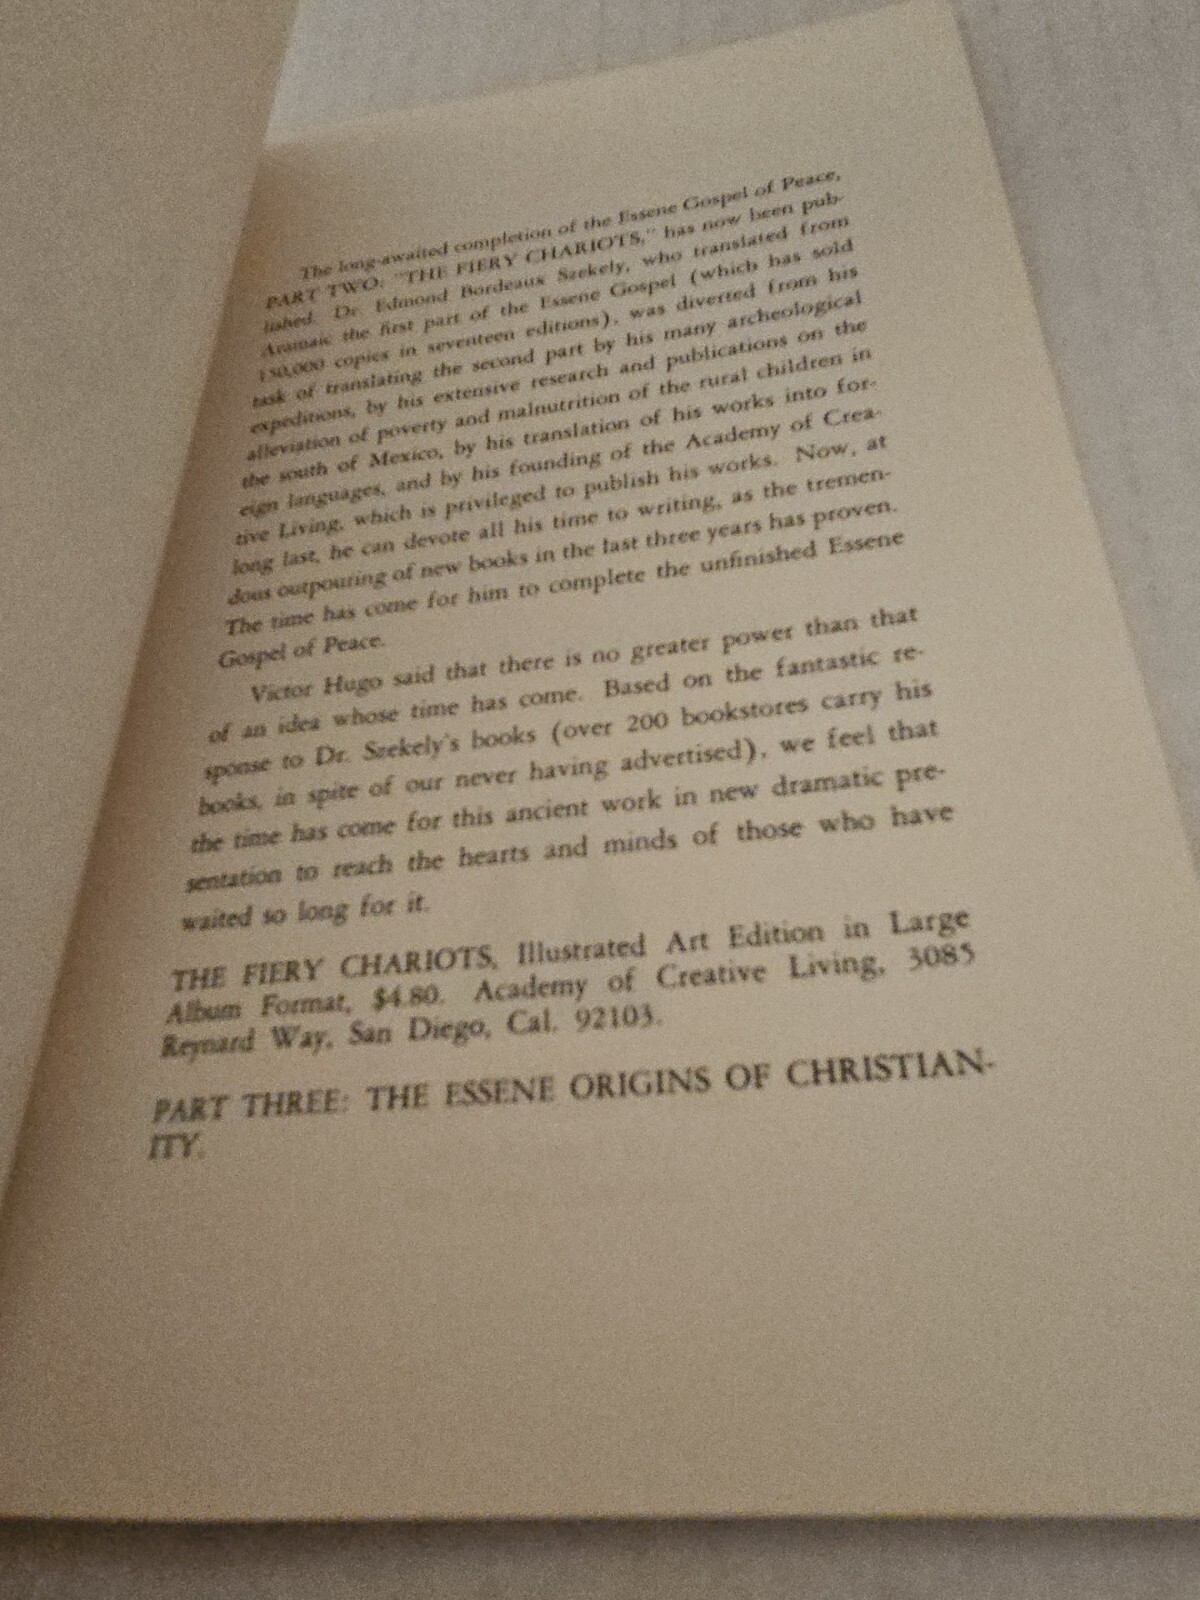 The long-awaited completion of the Essene Gospel of Peace,
PART TWO: "THE FIERY CHARIOTS," has now been pub-
lished. Dr. Edmond Bordeaux Szekely, who translated from
Aramaic the first part of the Essene Gospel (which has sold
150,000 copies in seventeen editions), was diverted from his
task of translating the second part by his many archeological
expeditions, by his extensive research and publications on the
alleviation of poverty and malnutrition of the rural children in
the south of Mexico, by his translation of his works into for-
eign languages, and by his founding of the Academy of Crea-
tive Living, which is privileged to publish his works. Now, at
long last, he can devote all his time to writing, as the tremen-
dous outpouring of new books in the last three years has proven.
The time has come for him to complete the unfinished Essene
Gospel of Peace.
Victor Hugo said that there is no greater power than that
of an idea whose time has come. Based on the fantastic re-
sponse to Dr. Szekely's books (over 200 bookstores carry his
books, in spite of our never having advertised), we feel that
the time has come for this ancient work in new dramatic pre-
sentation to reach the hearts and minds of those who have
waited so long for it.
THE FIERY CHARIOTS, Illustrated Art Edition in Large
Album Format, $4.80. Academy of Creative Living, 3085
Reynard Way, San Diego, Cal. 92103.
PART THREE: THE ESSENE ORIGINS OF CHRISTIAN-
ITY.